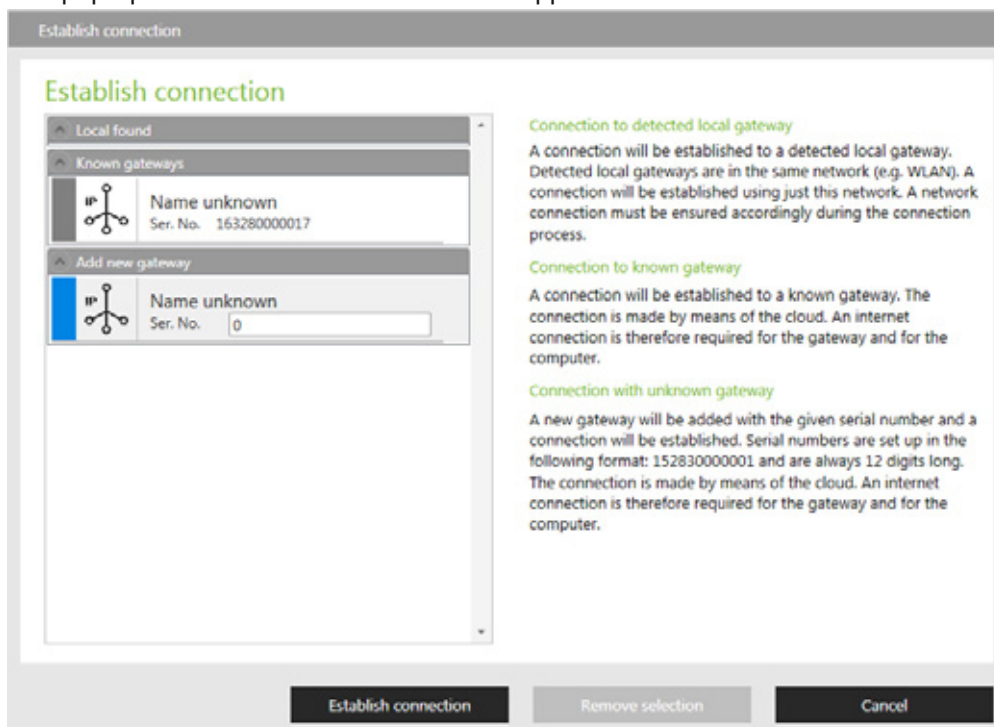 Establish connection
Establish connection
Local found
Known gateways
IP
Name unknown
Ser. No. 163280000017
Add new gateway
IP
Name unknown
Ser. No. 0
Connection to detected local gateway
A connection will be established to a detected local gateway.
Detected local gateways are in the same network (e.g. WLAN). A
connection will be established using just this network. A network
connection must be ensured accordingly during the connection
process.
Connection to known gateway
A connection will be established to a known gateway. The
connection is made by means of the cloud. An internet
connection is therefore required for the gateway and for the
computer.
Connection with unknown gateway
A new gateway will be added with the given serial number and a
connection will be established. Serial numbers are set up in the
following format: 152830000001 and are always 12 digits long.
The connection is made by means of the cloud. An internet
connection is therefore required for the gateway and for the
computer.
Establish connection
Remove selection
Cancel